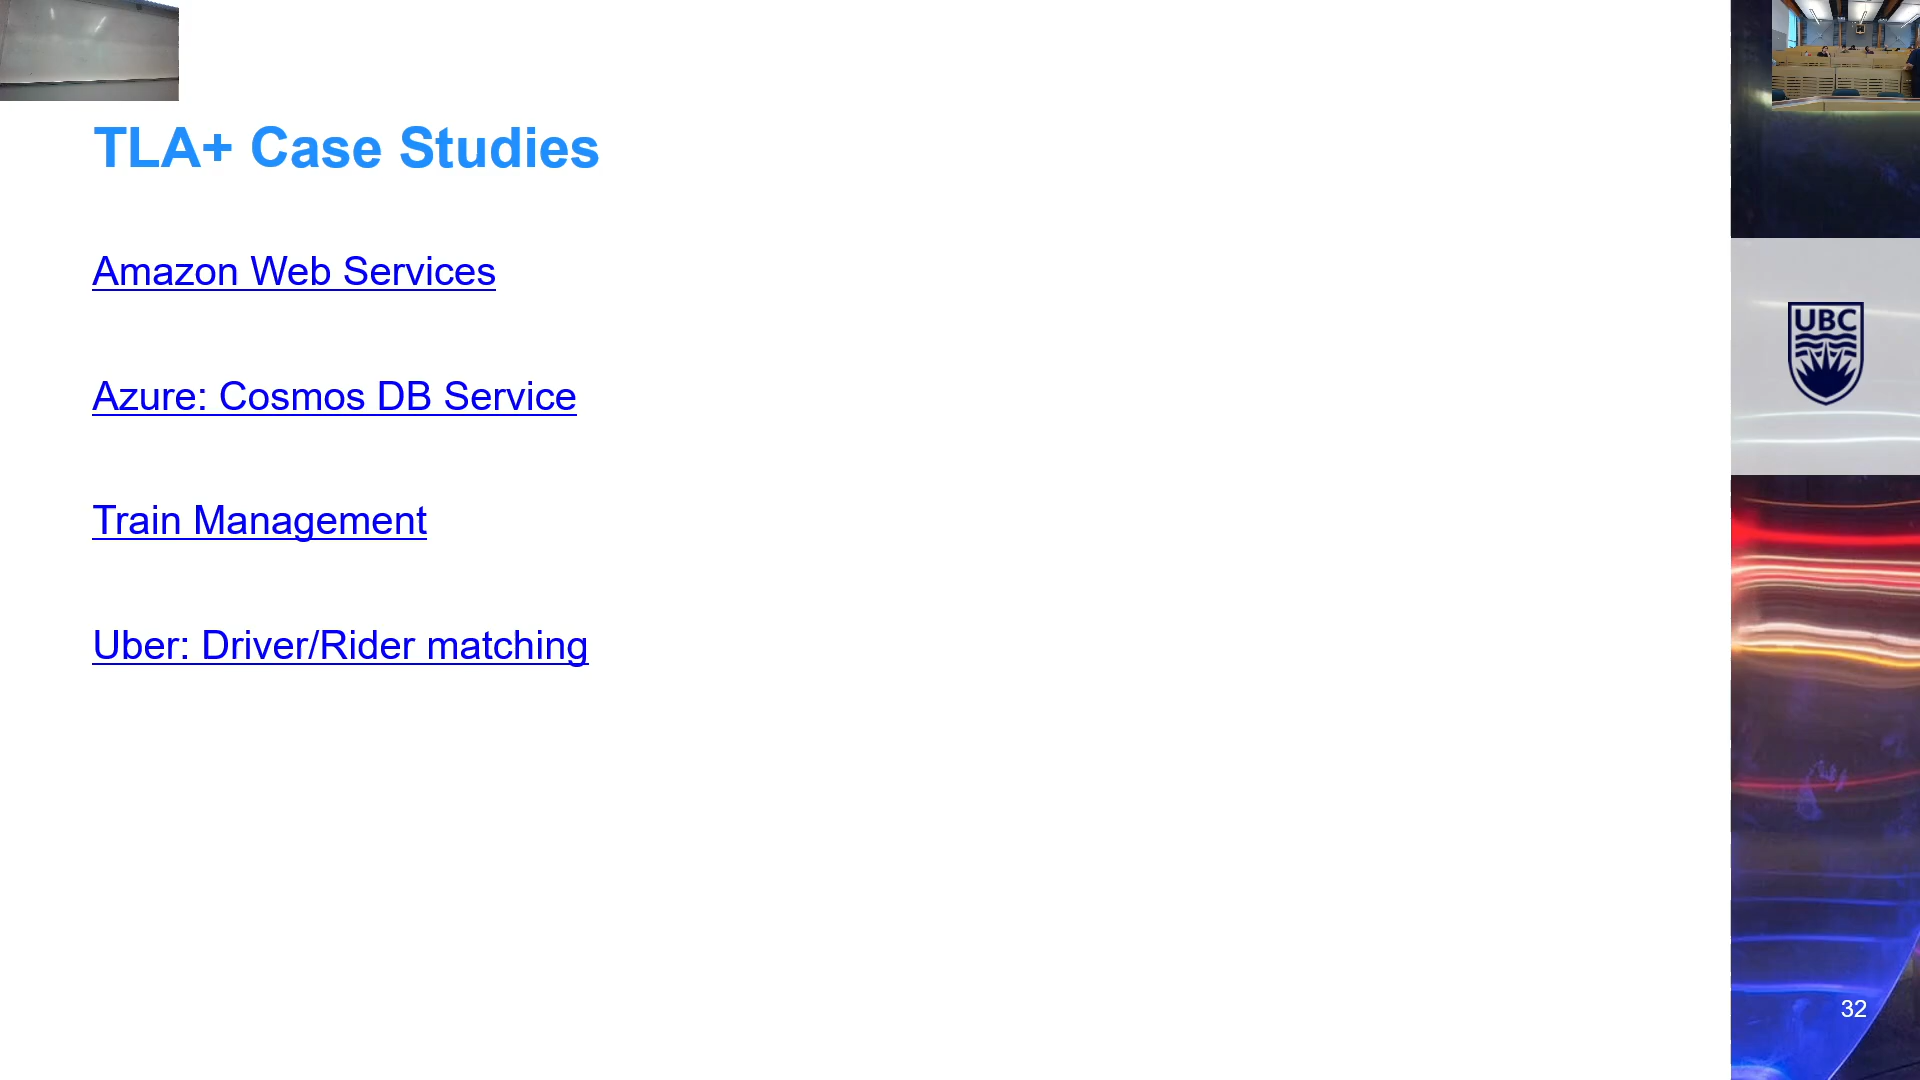 TLA+ Case Studies
Amazon Web Services
Azure: Cosmos DB Service
Train Management
Uber: Driver/Rider matching
UBC
32